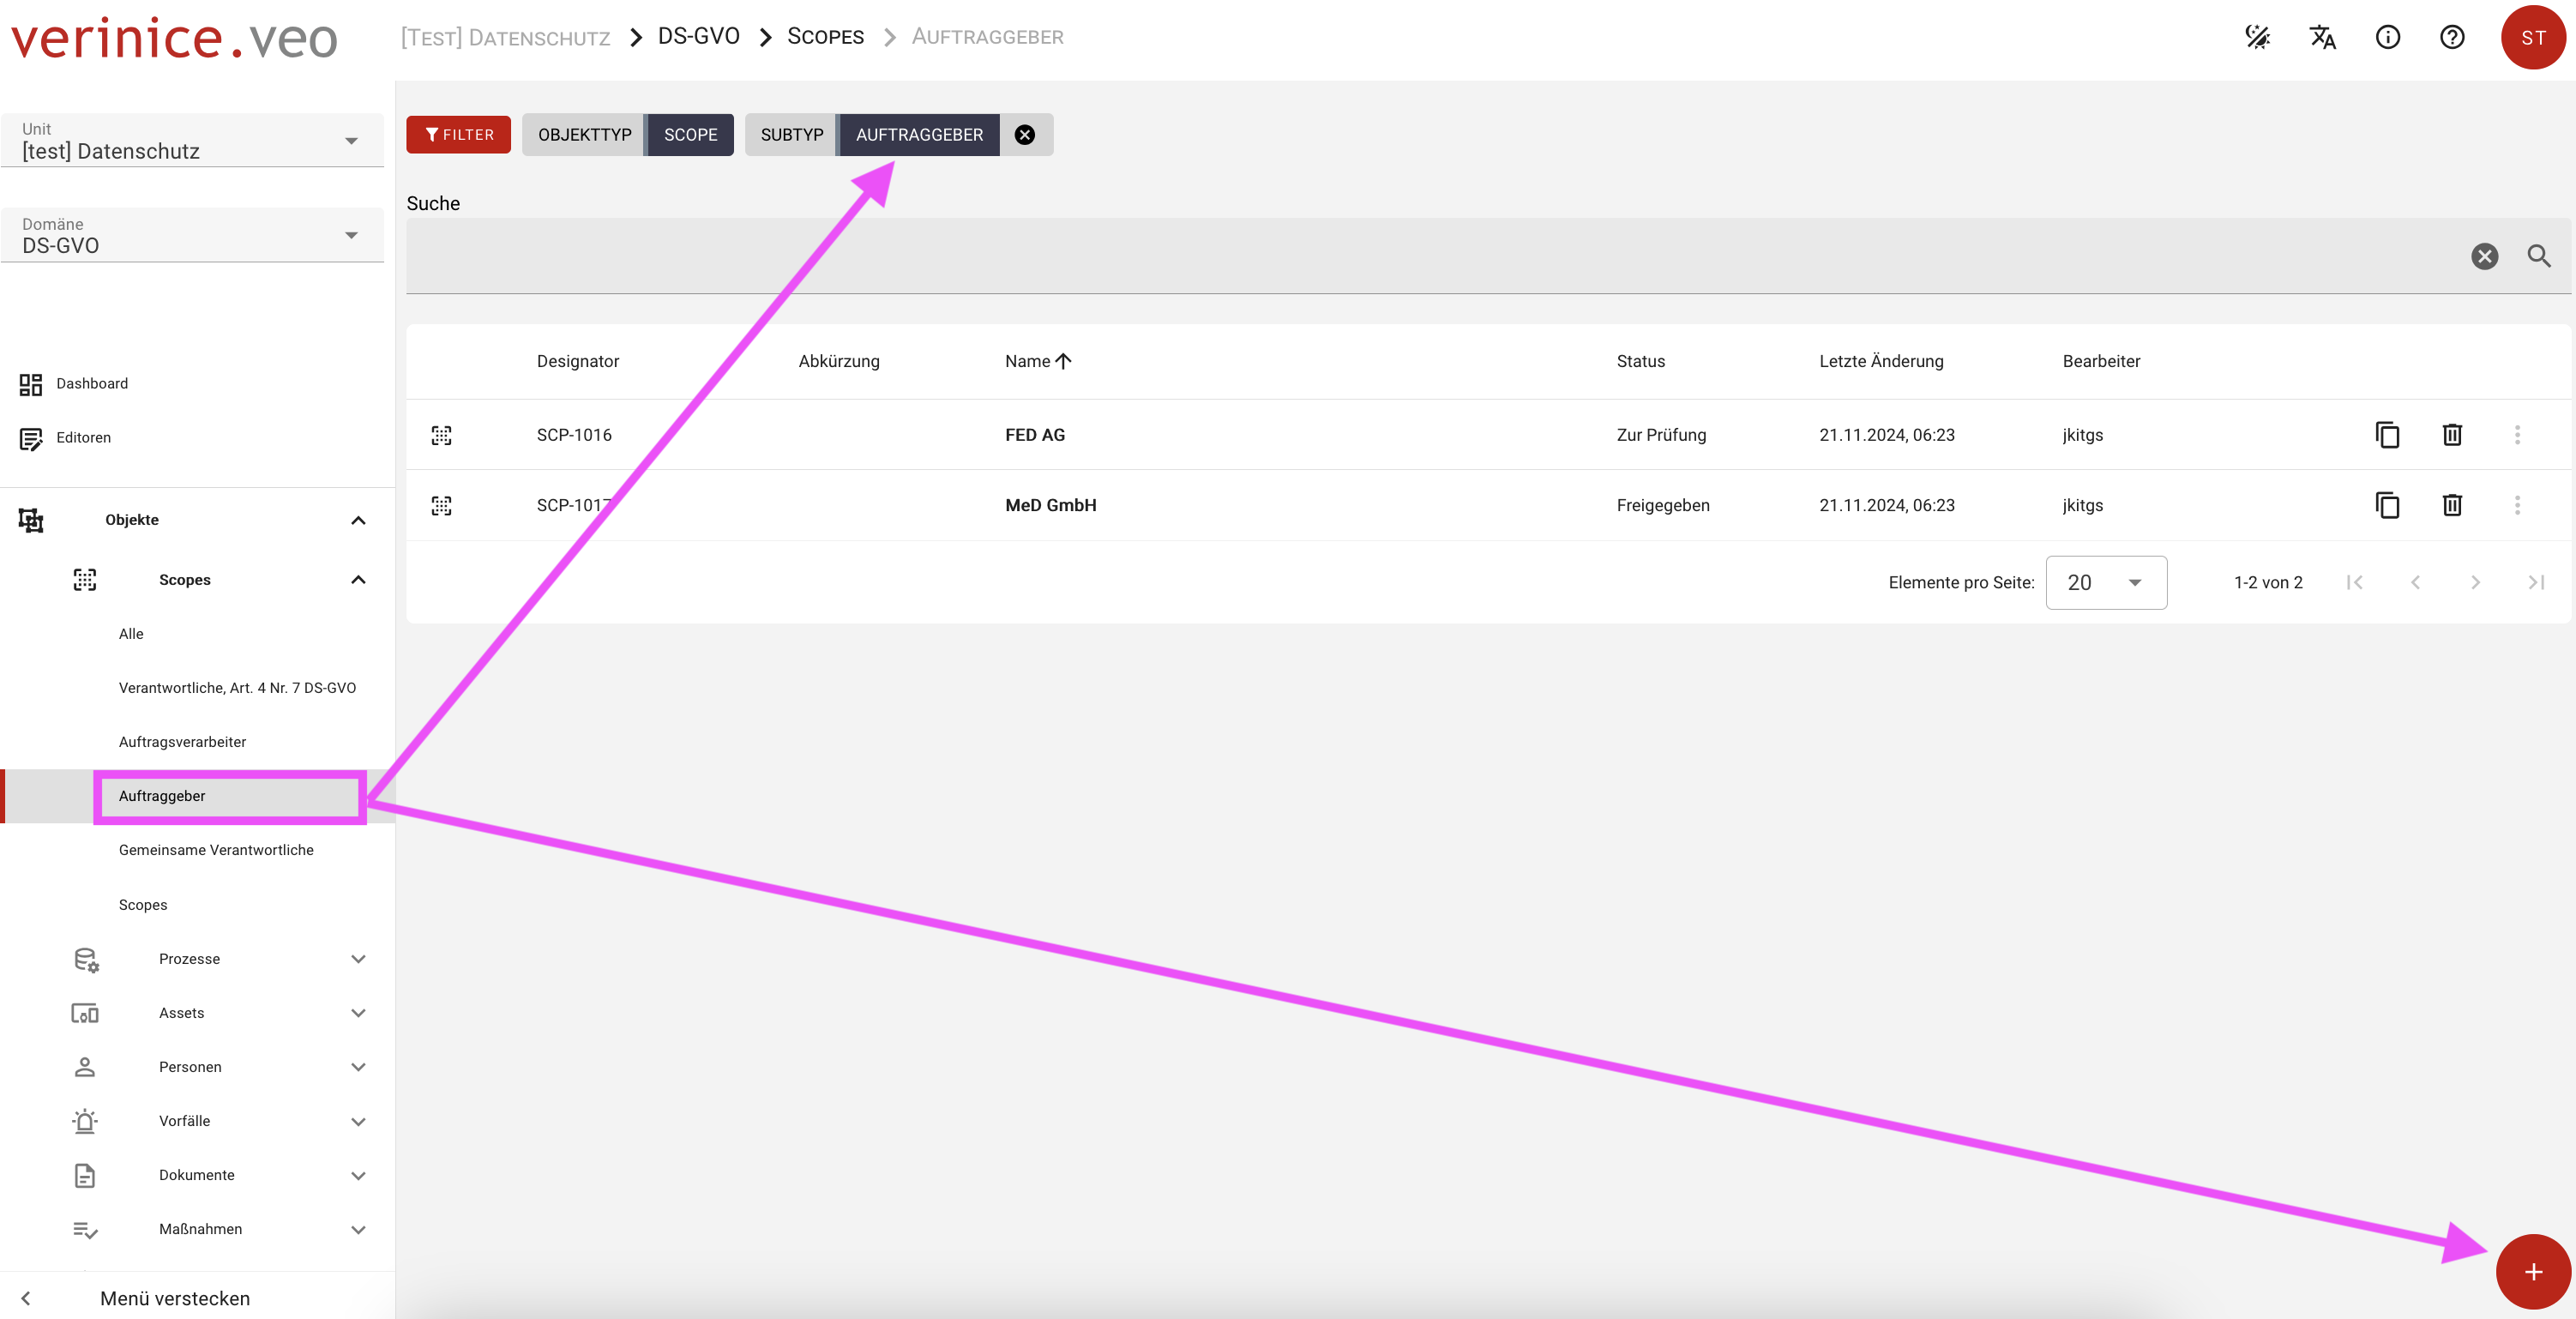 verinice.veo
[TEST] DATENSCHUTZ
DS-GVO
SCOPES
AUFTRAGGEBER
ST
Unit
[test] Datenschutz
Domäne
DS-GVO
Dashboard
Editoren
Objekte
Scopes
Alle
Verantwortliche, Art. 4 Nr. 7 DS-GVO
Auftragsverarbeiter
Auftraggeber
Gemeinsame Verantwortliche
Scopes
Prozesse
Assets
Personen
Vorfälle
Dokumente
Maßnahmen
Menü verstecken
FILTER
OBJEKTTYP SCOPE
SUBTYP AUFTRAGGEBER
Suche
Designator Abkürzung Name Status Letzte Änderung Bearbeiter
SCP-1016 FED AG Zur Prüfung 21.11.2024, 06:23 jkitgs
SCP-1017 MeD GmbH Freigegeben 21.11.2024, 06:23 jkitgs
Elemente pro Seite: 20 1-2 von 2